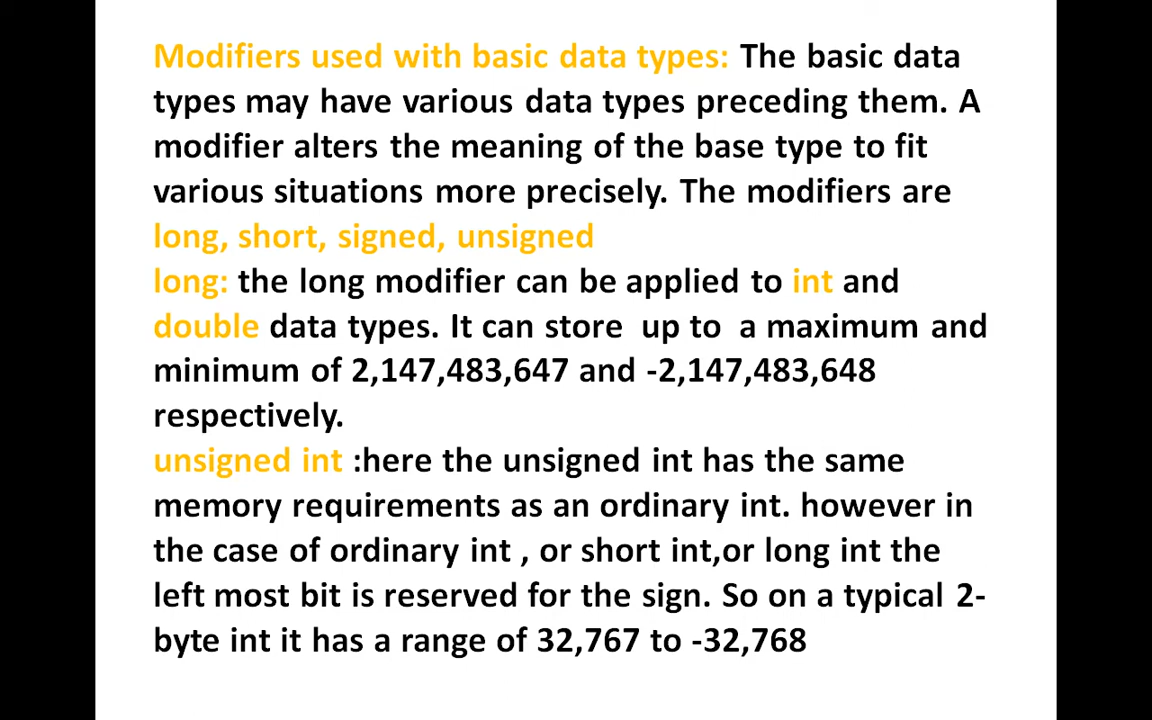 Modifiers used with basic data types: The basic data
types may have various data types preceding them. A
modifier alters the meaning of the base type to fit
various situations more precisely. The modifiers are
long, short, signed, unsigned
long: the long modifier can be applied to int and
double data types. It can store up to a maximum and
minimum of 2,147,483,647 and -2,147,483,648
respectively.
unsigned int :here the unsigned int has the same
memory requirements as an ordinary int. however in
the case of ordinary int , or short int,or long int the
left most bit is reserved for the sign. So on a typical 2-
byte int it has a range of 32,767 to -32,768